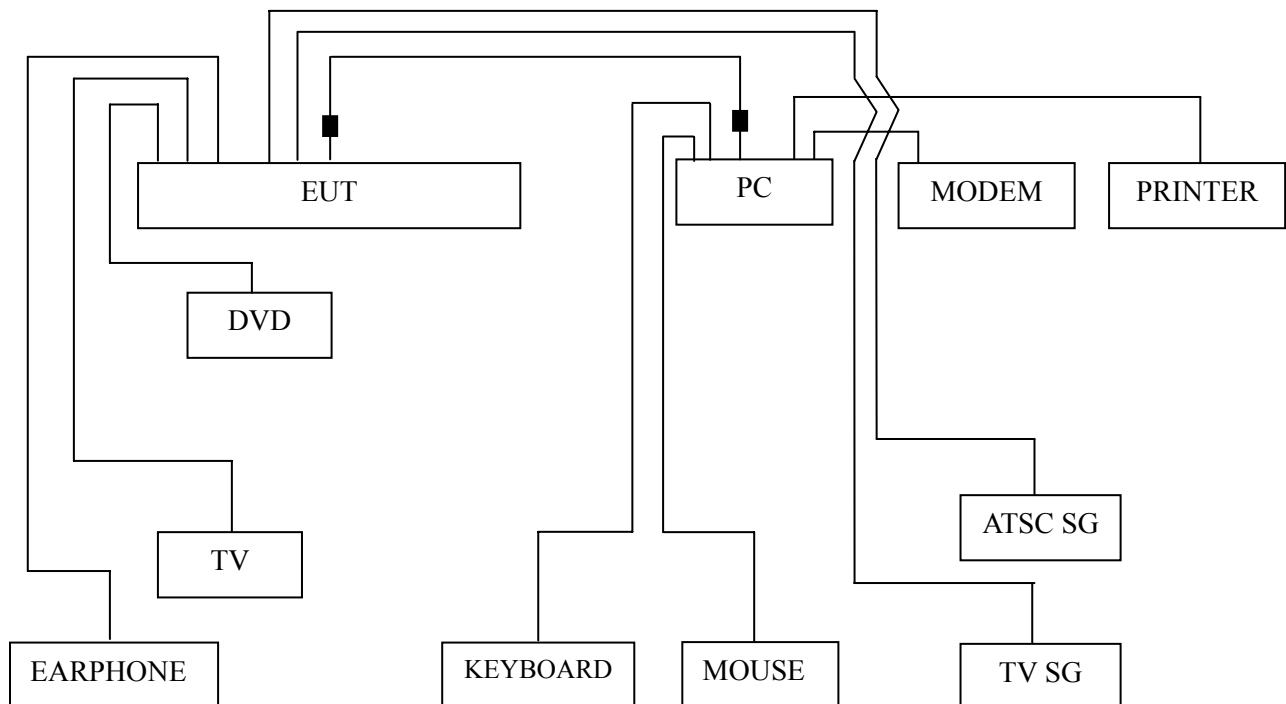 EUT
PC
MODEM
PRINTER
DVD
ATSC SG
TV
EARPHONE
KEYBOARD
MOUSE
TV SG